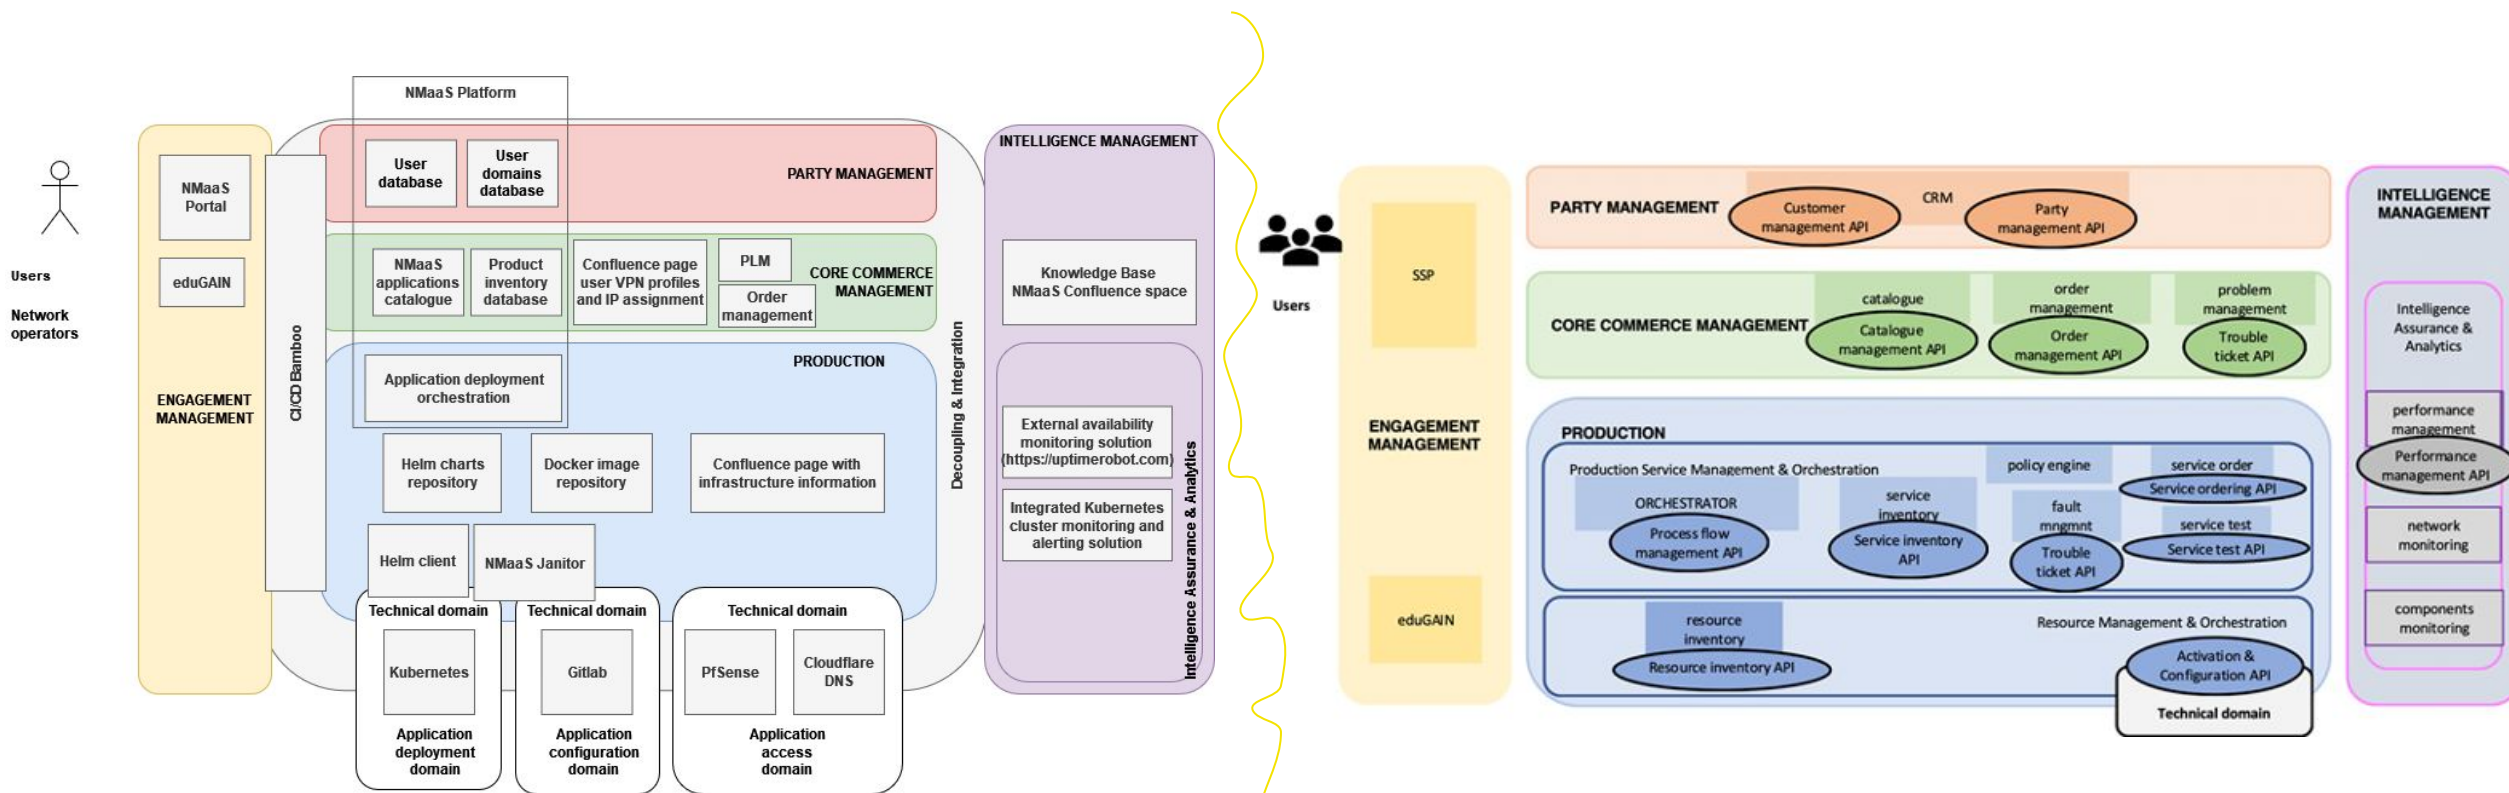 NMaaS Platform
Users
Network
operators
NMaaS
Portal
eduGAIN
ENGAGEMENT
MANAGEMENT
CI/CD Bamboo
User
database
User
domains
database
PARTY MANAGEMENT
NMaaS
applications
catalogue
Product
inventory
database
Confluence page
user VPN profiles
and IP assignment
PLM
Order
management
CORE COMMERCE
MANAGEMENT
PRODUCTION
Application deployment
orchestration
Helm charts
repository
Docker image
repository
Confluence page with
infrastructure information
Helm client
NMaaS Janitor
Decoupling & Integration
Technical domain
Kubernetes
Application
deployment
domain
Technical domain
Gitlab
Application
configuration
domain
Technical domain
PfSense
Cloudflare
DNS
Application
access
domain
INTELLIGENCE MANAGEMENT
Knowledge Base
NMaaS Confluence space
External availability
monitoring solution
(https://uptimerobot.com)
Integrated Kubernetes
cluster monitoring and
alerting solution
Intelligence Assurance & Analytics
Users
SSP
ENGAGEMENT
MANAGEMENT
eduGAIN
PARTY MANAGEMENT
CRM
Customer
management API
Party
management API
CORE COMMERCE MANAGEMENT
catalogue
Catalogue
management API
order
management
Order
management API
problem
management
Trouble
ticket API
PRODUCTION
Production Service Management & Orchestration
ORCHESTRATOR
Process flow
management API
service
inventory
Service inventory
API
policy engine
fault
mngmnt
Trouble
ticket API
service order
Service ordering API
service test
Service test API
resource
inventory
Resource inventory API
Resource Management & Orchestration
Activation &
Configuration API
Technical domain
INTELLIGENCE
MANAGEMENT
Intelligence
Assurance &
Analytics
performance
management
Performance
management API
network
monitoring
components
monitoring